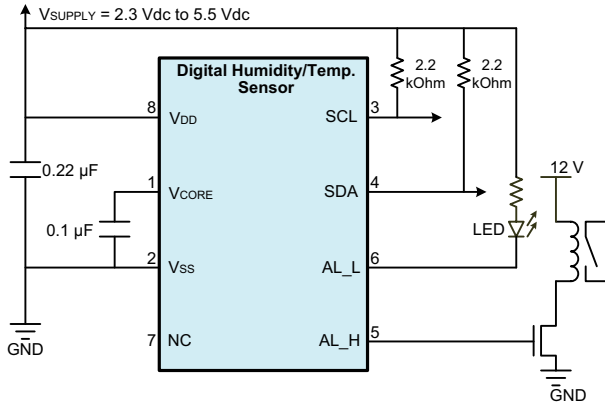 VSUPPLY = 2.3 Vdc to 5.5 Vdc
Digital Humidity/Temp.
Sensor
2.2
kOhm
2.2
kOhm
8 VDD
SCL 3
0.22 µF
1 VCORE
SDA 4
12 V
0.1 µF
LED
2 VSS
AL_L 6
7 NC
AL_H 5
GND
GND